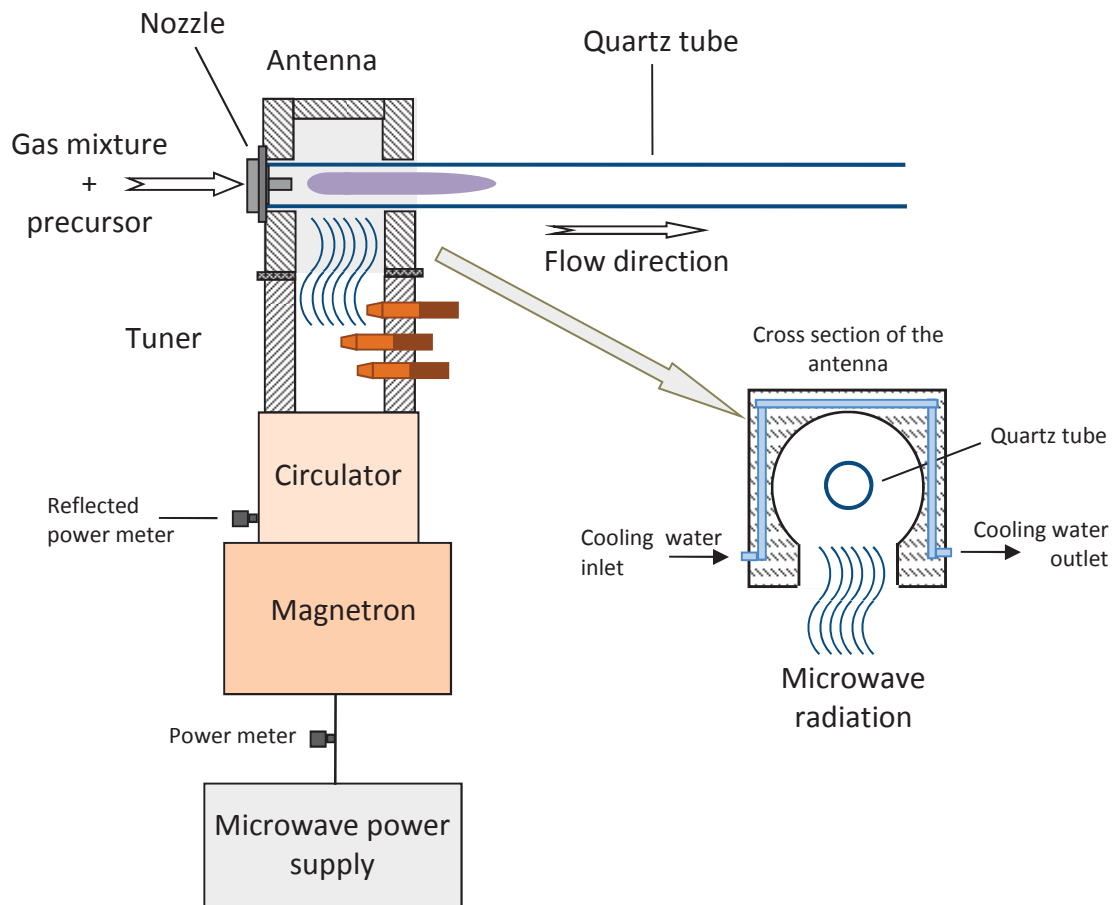 Nozzle
Antenna
Quartz tube
Gas mixture
+
precursor
Flow direction
Tuner
Cross section of the
antenna
Quartz tube
Circulator
Reflected
power meter
Cooling water
inlet
Cooling water
outlet
Magnetron
Microwave
radiation
Power meter
Microwave power
supply